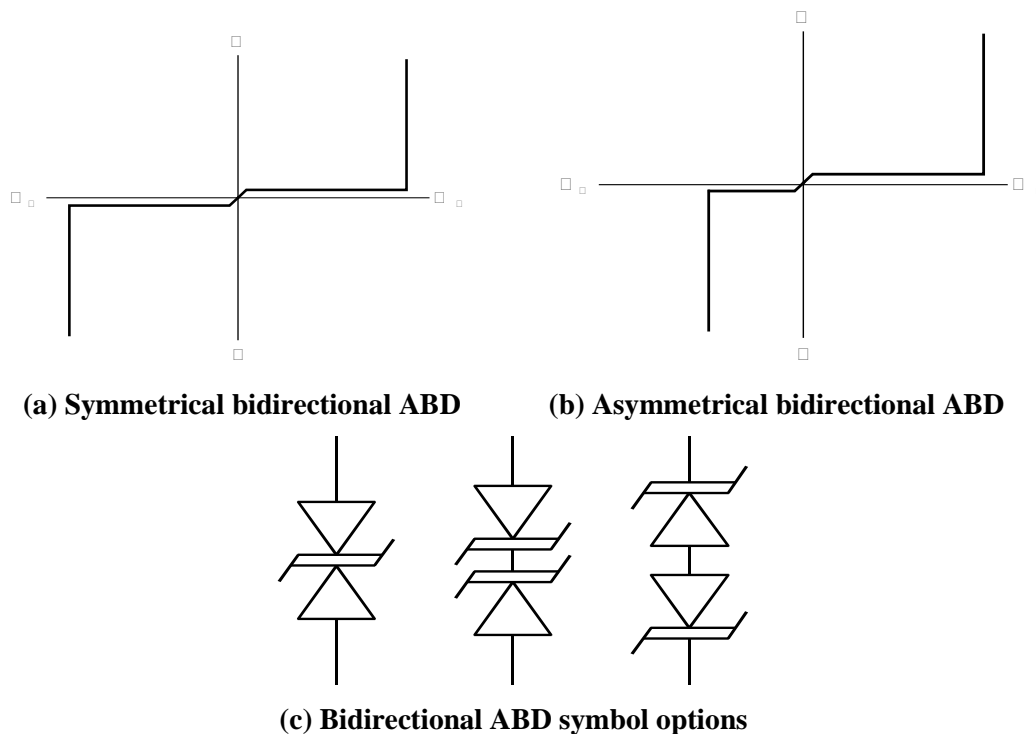 (a) Symmetrical bidirectional ABD
(b) Asymmetrical bidirectional ABD
(c) Bidirectional ABD symbol options